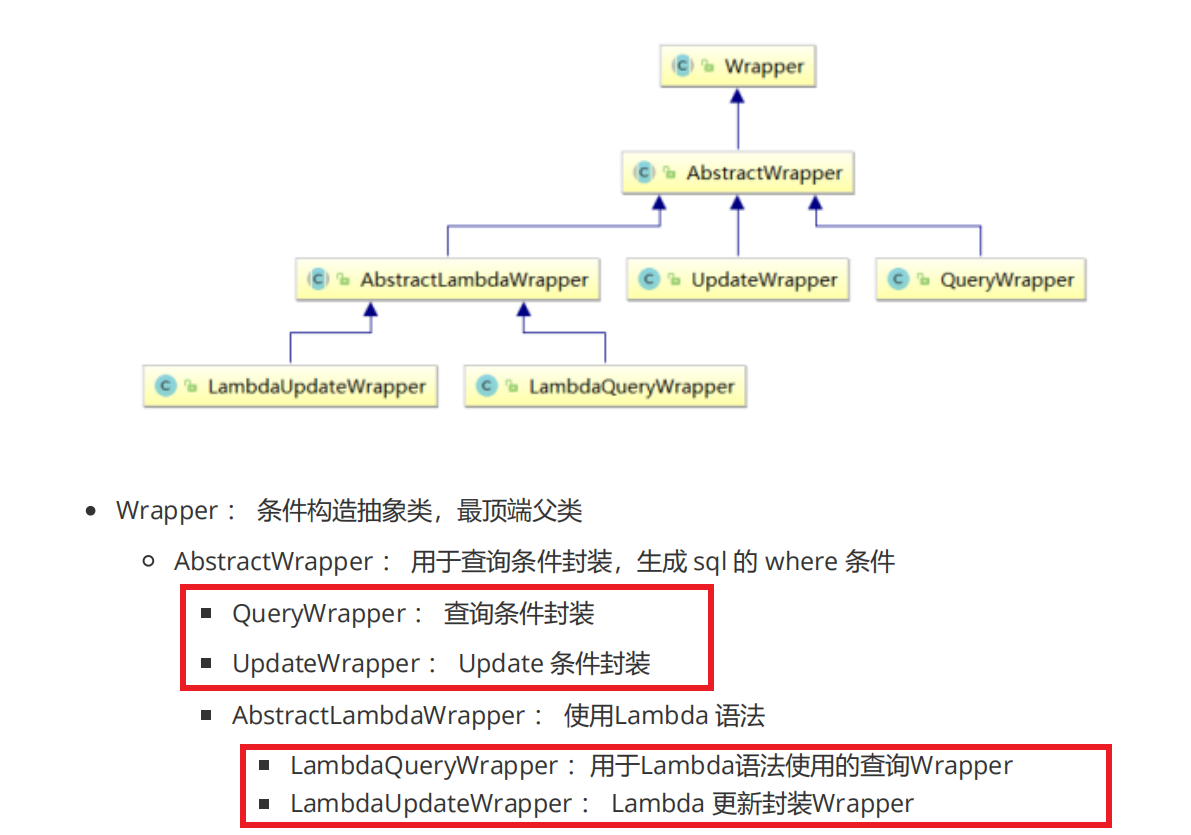 Wrapper
AbstractWrapper
AbstractLambdaWrapper UpdateWrapper QueryWrapper
LambdaUpdateWrapper LambdaQueryWrapper
Wrapper : 条件构造抽象类，最顶端父类
AbstractWrapper : 用于查询条件封装，生成 sql 的 where 条件
QueryWrapper : 查询条件封装
UpdateWrapper : Update 条件封装
AbstractLambdaWrapper : 使用Lambda 语法
LambdaQueryWrapper : 用于Lambda语法使用的查询Wrapper
LambdaUpdateWrapper : Lambda 更新封装Wrapper